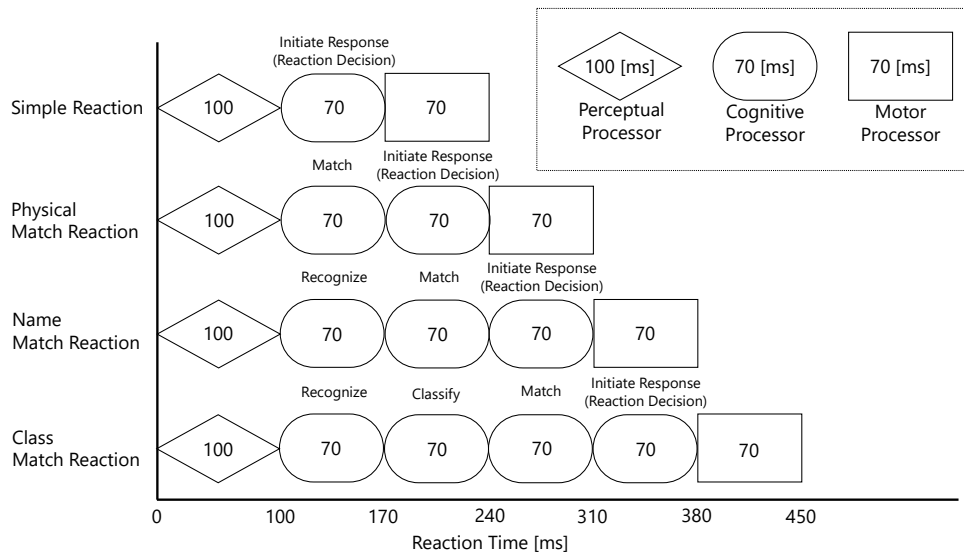 Initiate Response
(Reaction Decision)
Simple Reaction
100
70
70
100 [ms]
70 [ms]
70 [ms]
Perceptual
Processor
Cognitive
Processor
Motor
Processor
Match
Initiate Response
(Reaction Decision)
Physical
Match Reaction
100
70
70
70
Recognize
Match
Initiate Response
(Reaction Decision)
Name
Match Reaction
100
70
70
70
70
Recognize
Classify
Match
Initiate Response
(Reaction Decision)
Class
Match Reaction
100
70
70
70
70
70
0
100
170
240
310
380
450
Reaction Time [ms]